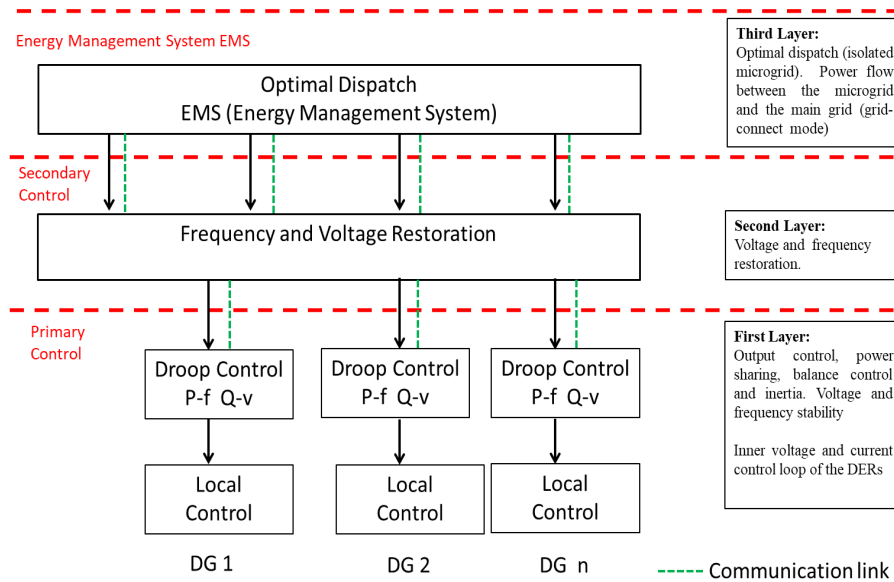 Energy Management System EMS
Optimal Dispatch
EMS (Energy Management System)
Third Layer:
Optimal dispatch (isolated
microgrid). Power flow
between the microgrid
and the main grid (grid-
connect mode)
Secondary
Control
Frequency and Voltage Restoration
Second Layer:
Voltage and frequency
restoration.
Primary
Control
Droop Control
P-f Q-v
Droop Control
P-f Q-v
Droop Control
P-f Q-v
First Layer:
Output control, power
sharing, balance control
and inertia. Voltage and
frequency stability
Inner voltage and current
control loop of the DERs
Local
Control
Local
Control
Local
Control
DG 1
DG 2
DG n
Communication link